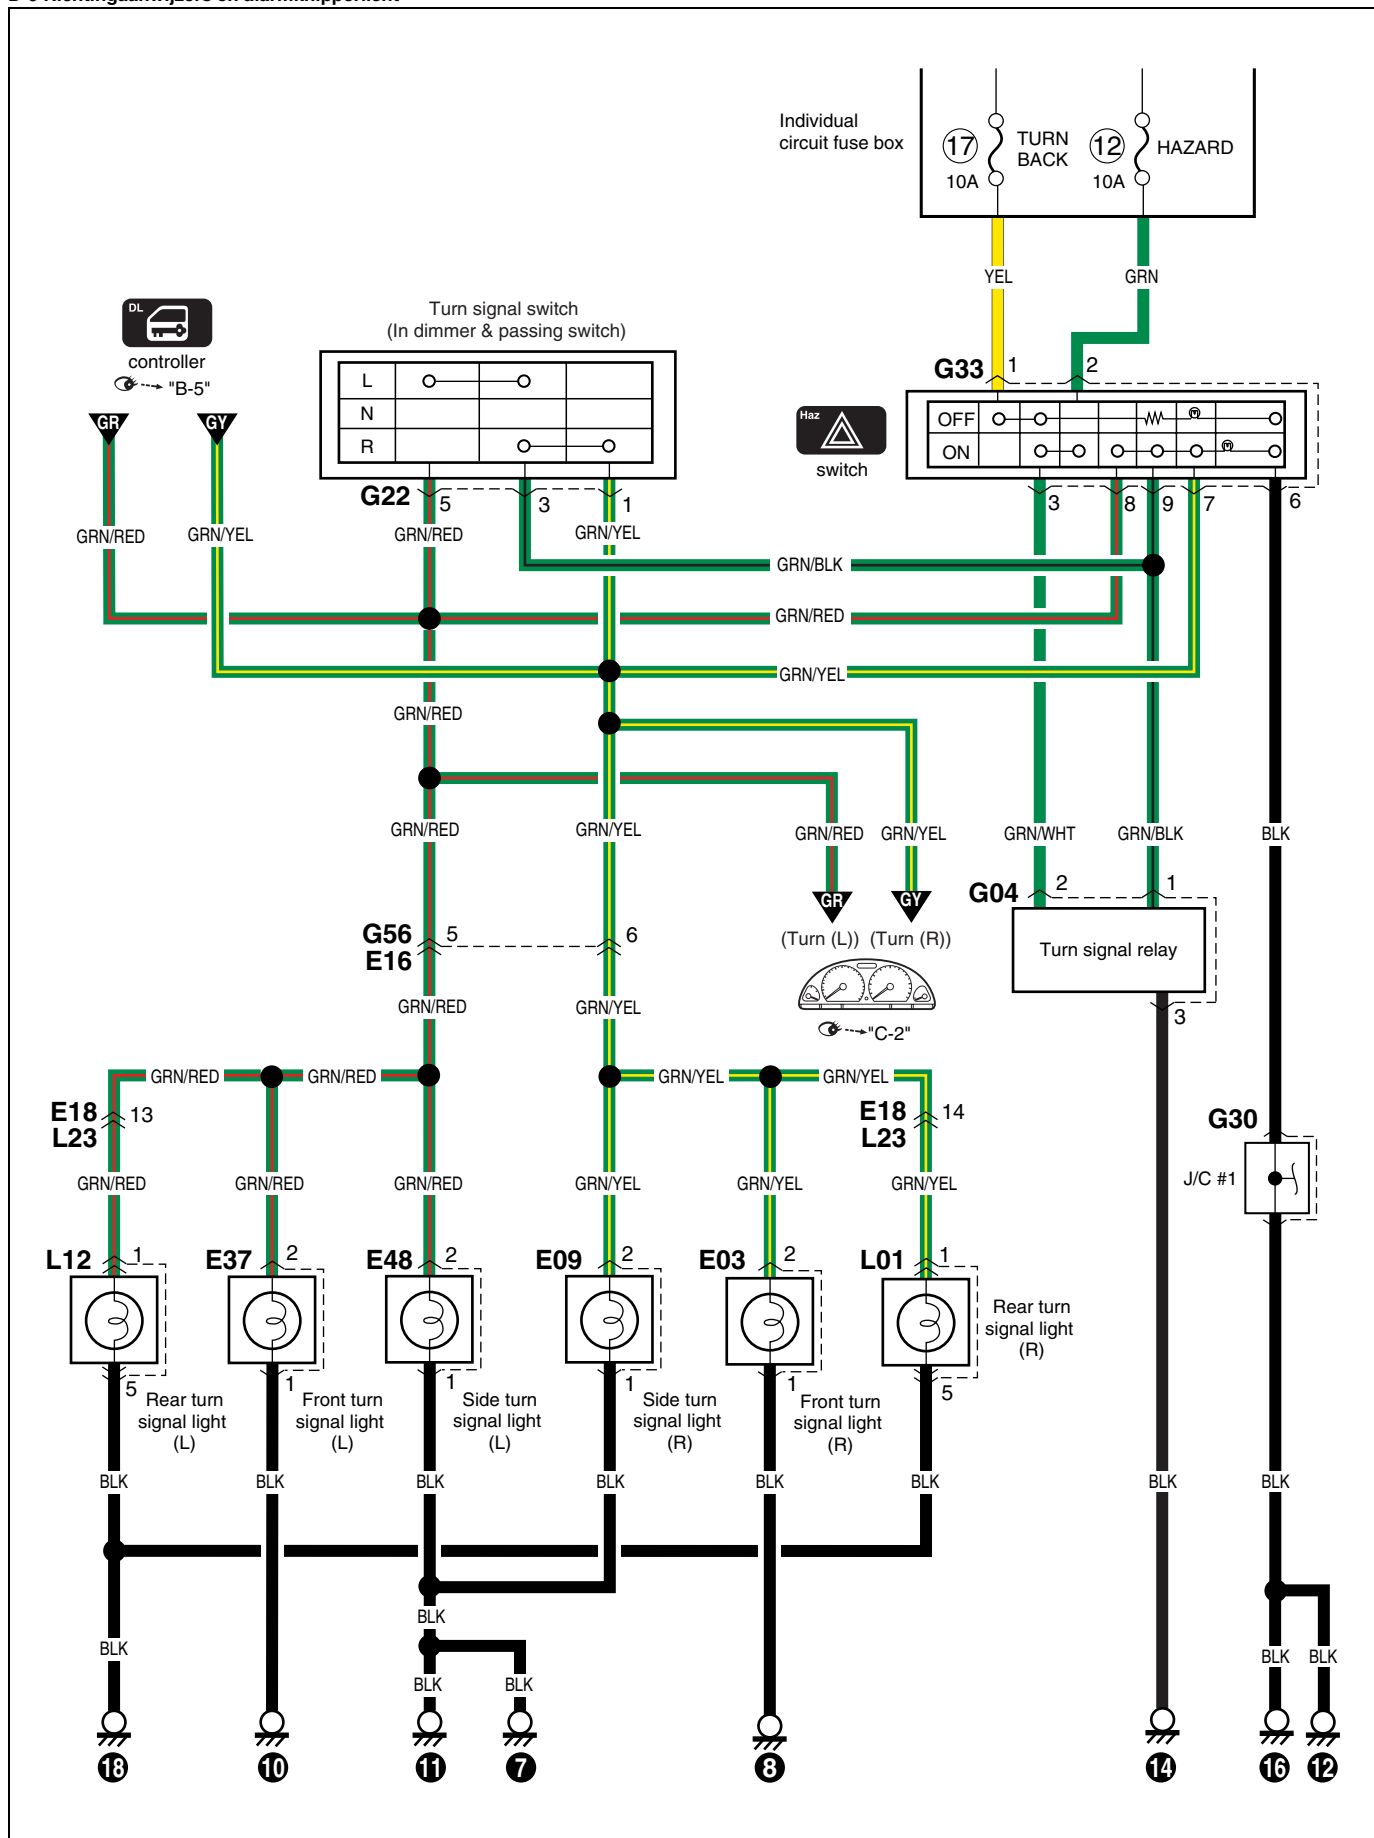 Individual
circuit fuse box
17
TURN
BACK
10A
12
HAZARD
10A
YEL
GRN
DL
controller
"B-5"
Turn signal switch
(In dimmer & passing switch)
L
N
R
G33
1
2
Haz
switch
OFF
ON
GR
GY
G22
5
3
1
3
8
9
7
6
GRN/RED
GRN/YEL
GRN/RED
GRN/YEL
GRN/BLK
GRN/RED
GRN/YEL
GRN/RED
GRN/RED
GRN/YEL
GRN/RED
GRN/YEL
GRN/WHT
GRN/BLK
BLK
G04
2
1
GR
GY
G56
E16
5
6
(Turn (L))
(Turn (R))
Turn signal relay
3
"C-2"
GRN/RED
GRN/YEL
GRN/RED
GRN/RED
GRN/YEL
GRN/YEL
E18
L23
13
E18
L23
14
G30
J/C #1
GRN/RED
GRN/RED
GRN/RED
GRN/YEL
GRN/YEL
GRN/YEL
L12
1
E37
2
E48
2
E09
2
E03
2
L01
1
Rear turn
signal light
(R)
5
1
1
1
1
5
Rear turn
signal light
(L)
Front turn
signal light
(L)
Side turn
signal light
(L)
Side turn
signal light
(R)
Front turn
signal light
(R)
BLK
BLK
BLK
BLK
BLK
BLK
BLK
BLK
BLK
BLK
BLK
BLK
BLK
BLK
18
10
11
7
8
14
16
12